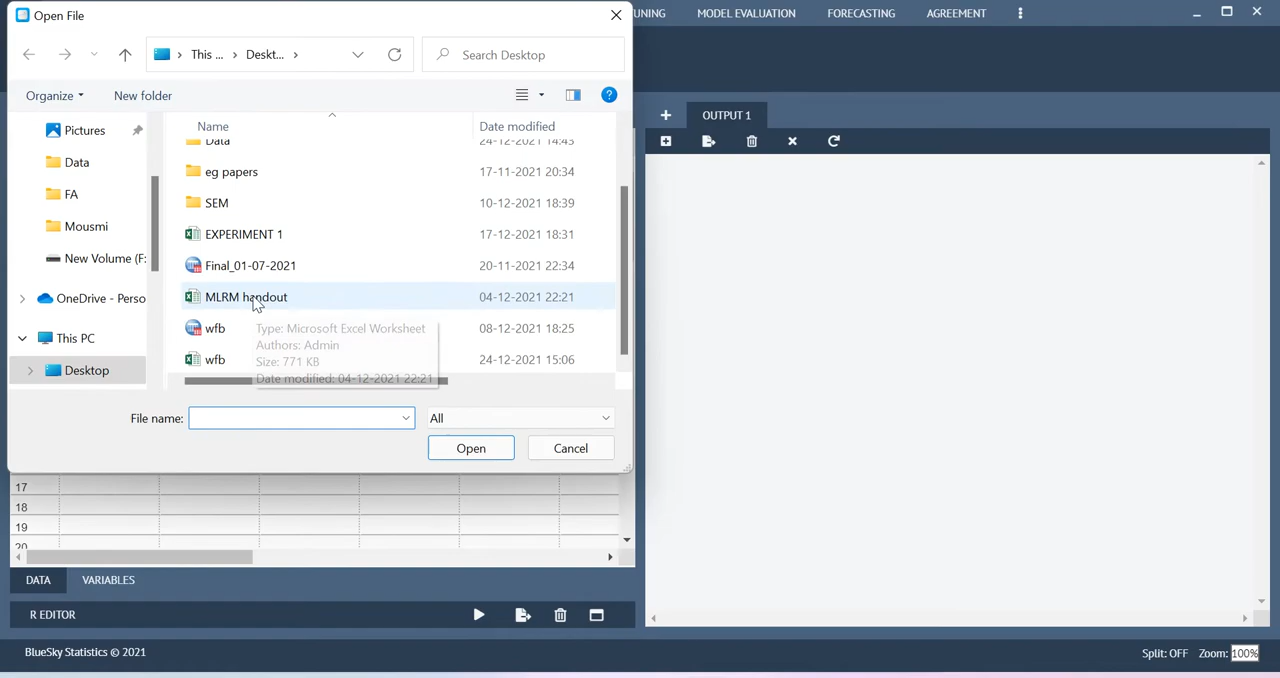 Open File
UNING MODEL EVALUATION FORECASTING AGREEMENT
This ... Deskt... Search Desktop
Organize New folder
OUTPUT 1
Name Date modified
Pictures
Data 24-12-2021 14:43
Data
eg papers 17-11-2021 20:34
FA
SEM 10-12-2021 18:39
Mousmi
EXPERIMENT 1 17-12-2021 18:31
New Volume (F:
Final_01-07-2021 20-11-2021 22:34
OneDrive - Perso
MLRM handout 04-12-2021 22:21
This PC
wfb 08-12-2021 18:25
Type: Microsoft Excel Worksheet
Authors: Admin
Size: 771 KB
Date modified: 04-12-2021 22:21
Desktop
wfb 24-12-2021 15:06
File name: All
Open Cancel
17
18
19
20
DATA VARIABLES
R EDITOR
BlueSky Statistics © 2021 Split: OFF Zoom: 100%